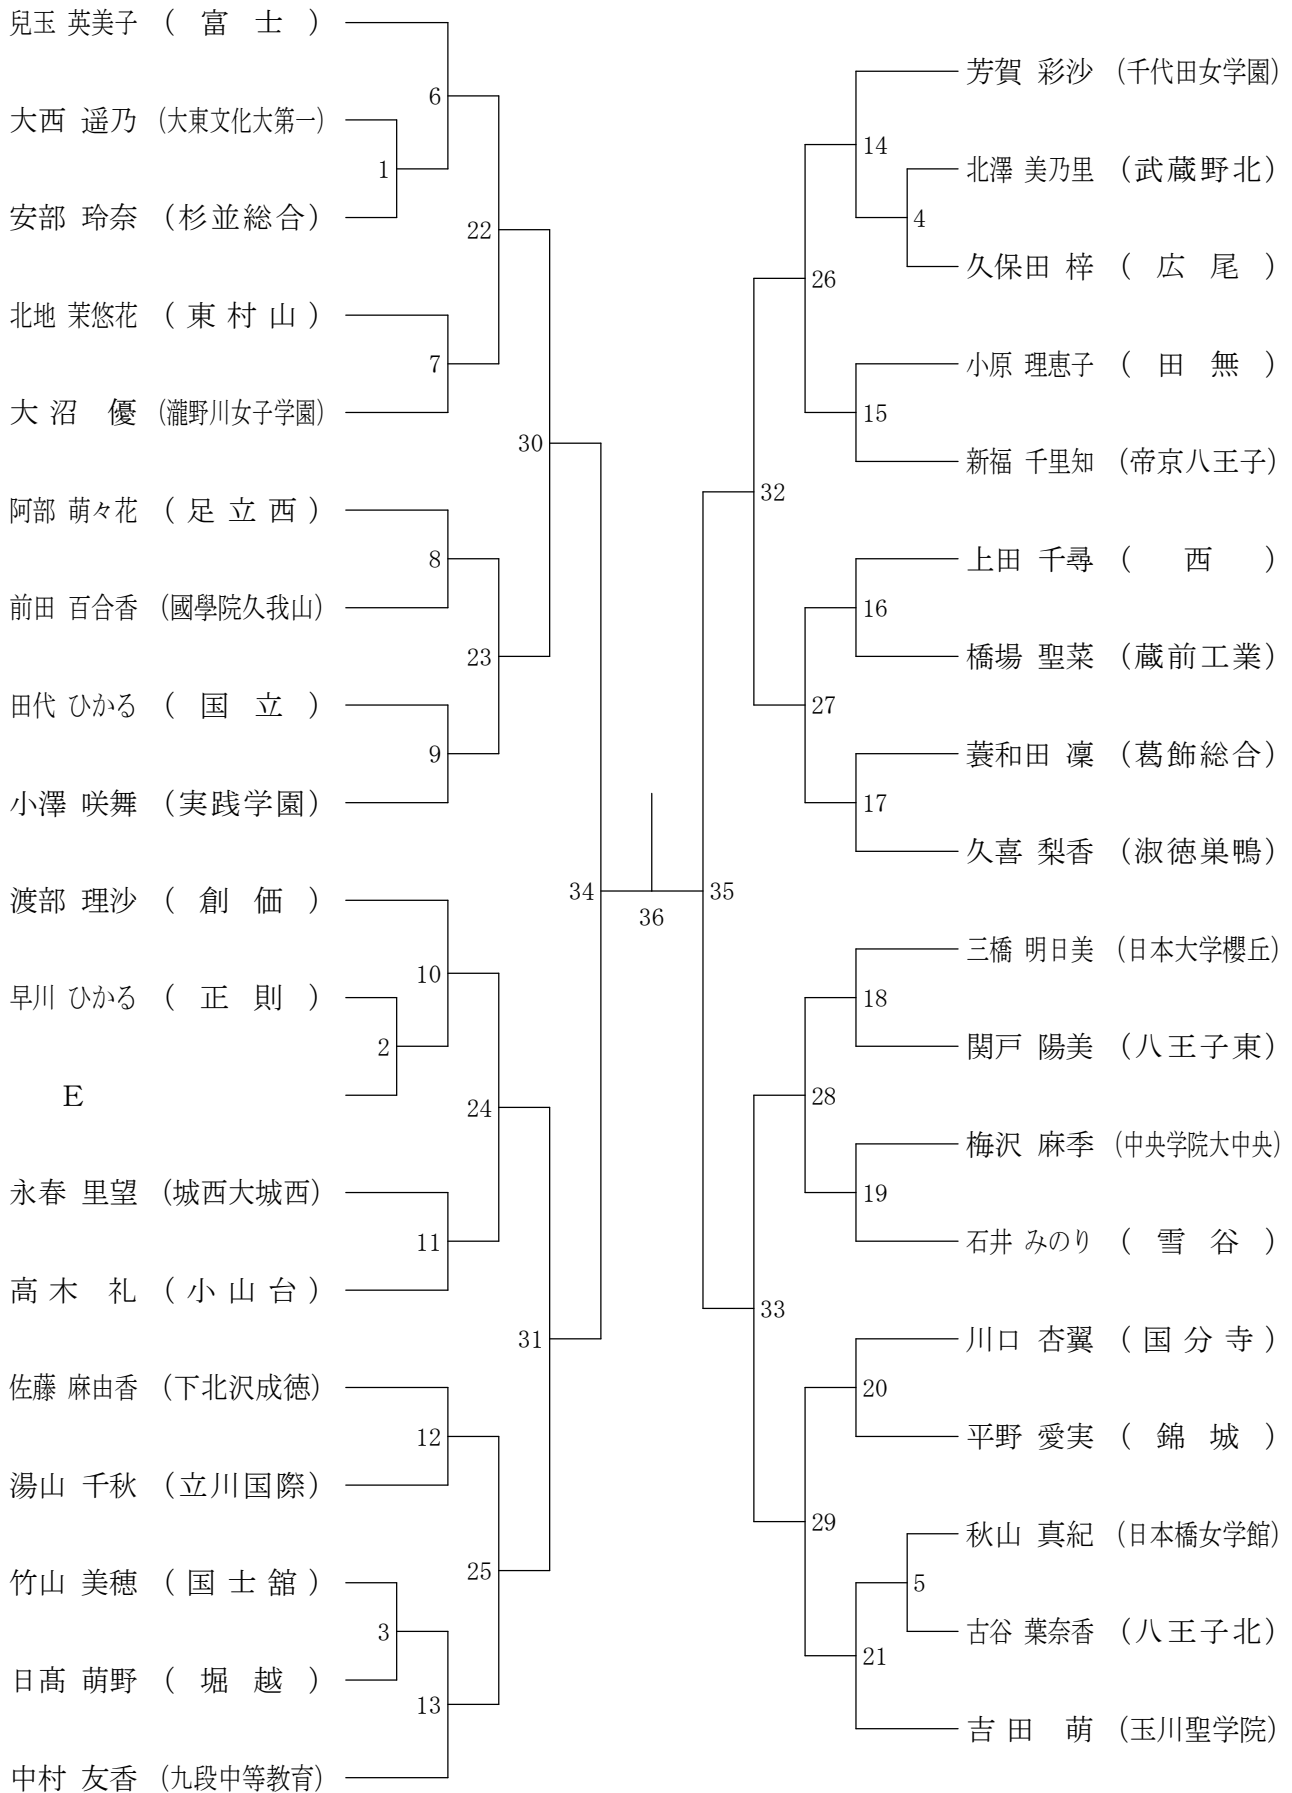 兒玉 英美子 （ 富 士 ）
6
大西 遥乃 （大東文化大第一）
1
安部 玲奈 （杉並総合）
22
北地 茉悠花 （東村山）
7
大沼 優 （瀧野川女子学園）
30
阿部 萌々花 （足立西）
8
前田 百合香 （國學院久我山）
23
田代 ひかる （ 国 立 ）
9
小澤 咲舞 （実践学園）
34
渡部 理沙 （ 創 価 ）
10
早川 ひかる （ 正 則 ）
2
E
24
永春 里望 （城西大城西）
11
高木 礼 （小山台）
31
佐藤 麻由香 （下北沢成徳）
12
湯山 千秋 （立川国際）
25
竹山 美穂 （国士舘）
3
日髙 萌野 （ 堀 越 ）
13
中村 友香 （九段中等教育）
36
芳賀 彩沙 （千代田女学園）
14
北澤 美乃里 （武蔵野北）
4
久保田 梓 （ 広 尾 ）
26
小原 理恵子 （ 田 無 ）
15
新福 千里知 （帝京八王子）
32
上田 千尋 （ 西 ）
16
橋場 聖菜 （蔵前工業）
27
蓑和田 凜 （葛飾総合）
17
久喜 梨香 （淑徳巣鴨）
35
三橋 明日美 （日本大学櫻丘）
18
関戸 陽美 （八王子東）
28
梅沢 麻季 （中央学院大中央）
19
石井 みのり （ 雪 谷 ）
33
川口 杏翼 （国分寺）
20
平野 愛実 （ 錦 城 ）
29
秋山 真紀 （日本橋女学館）
5
古谷 葉奈香 （八王子北）
21
吉田 萌 （玉川聖学院）